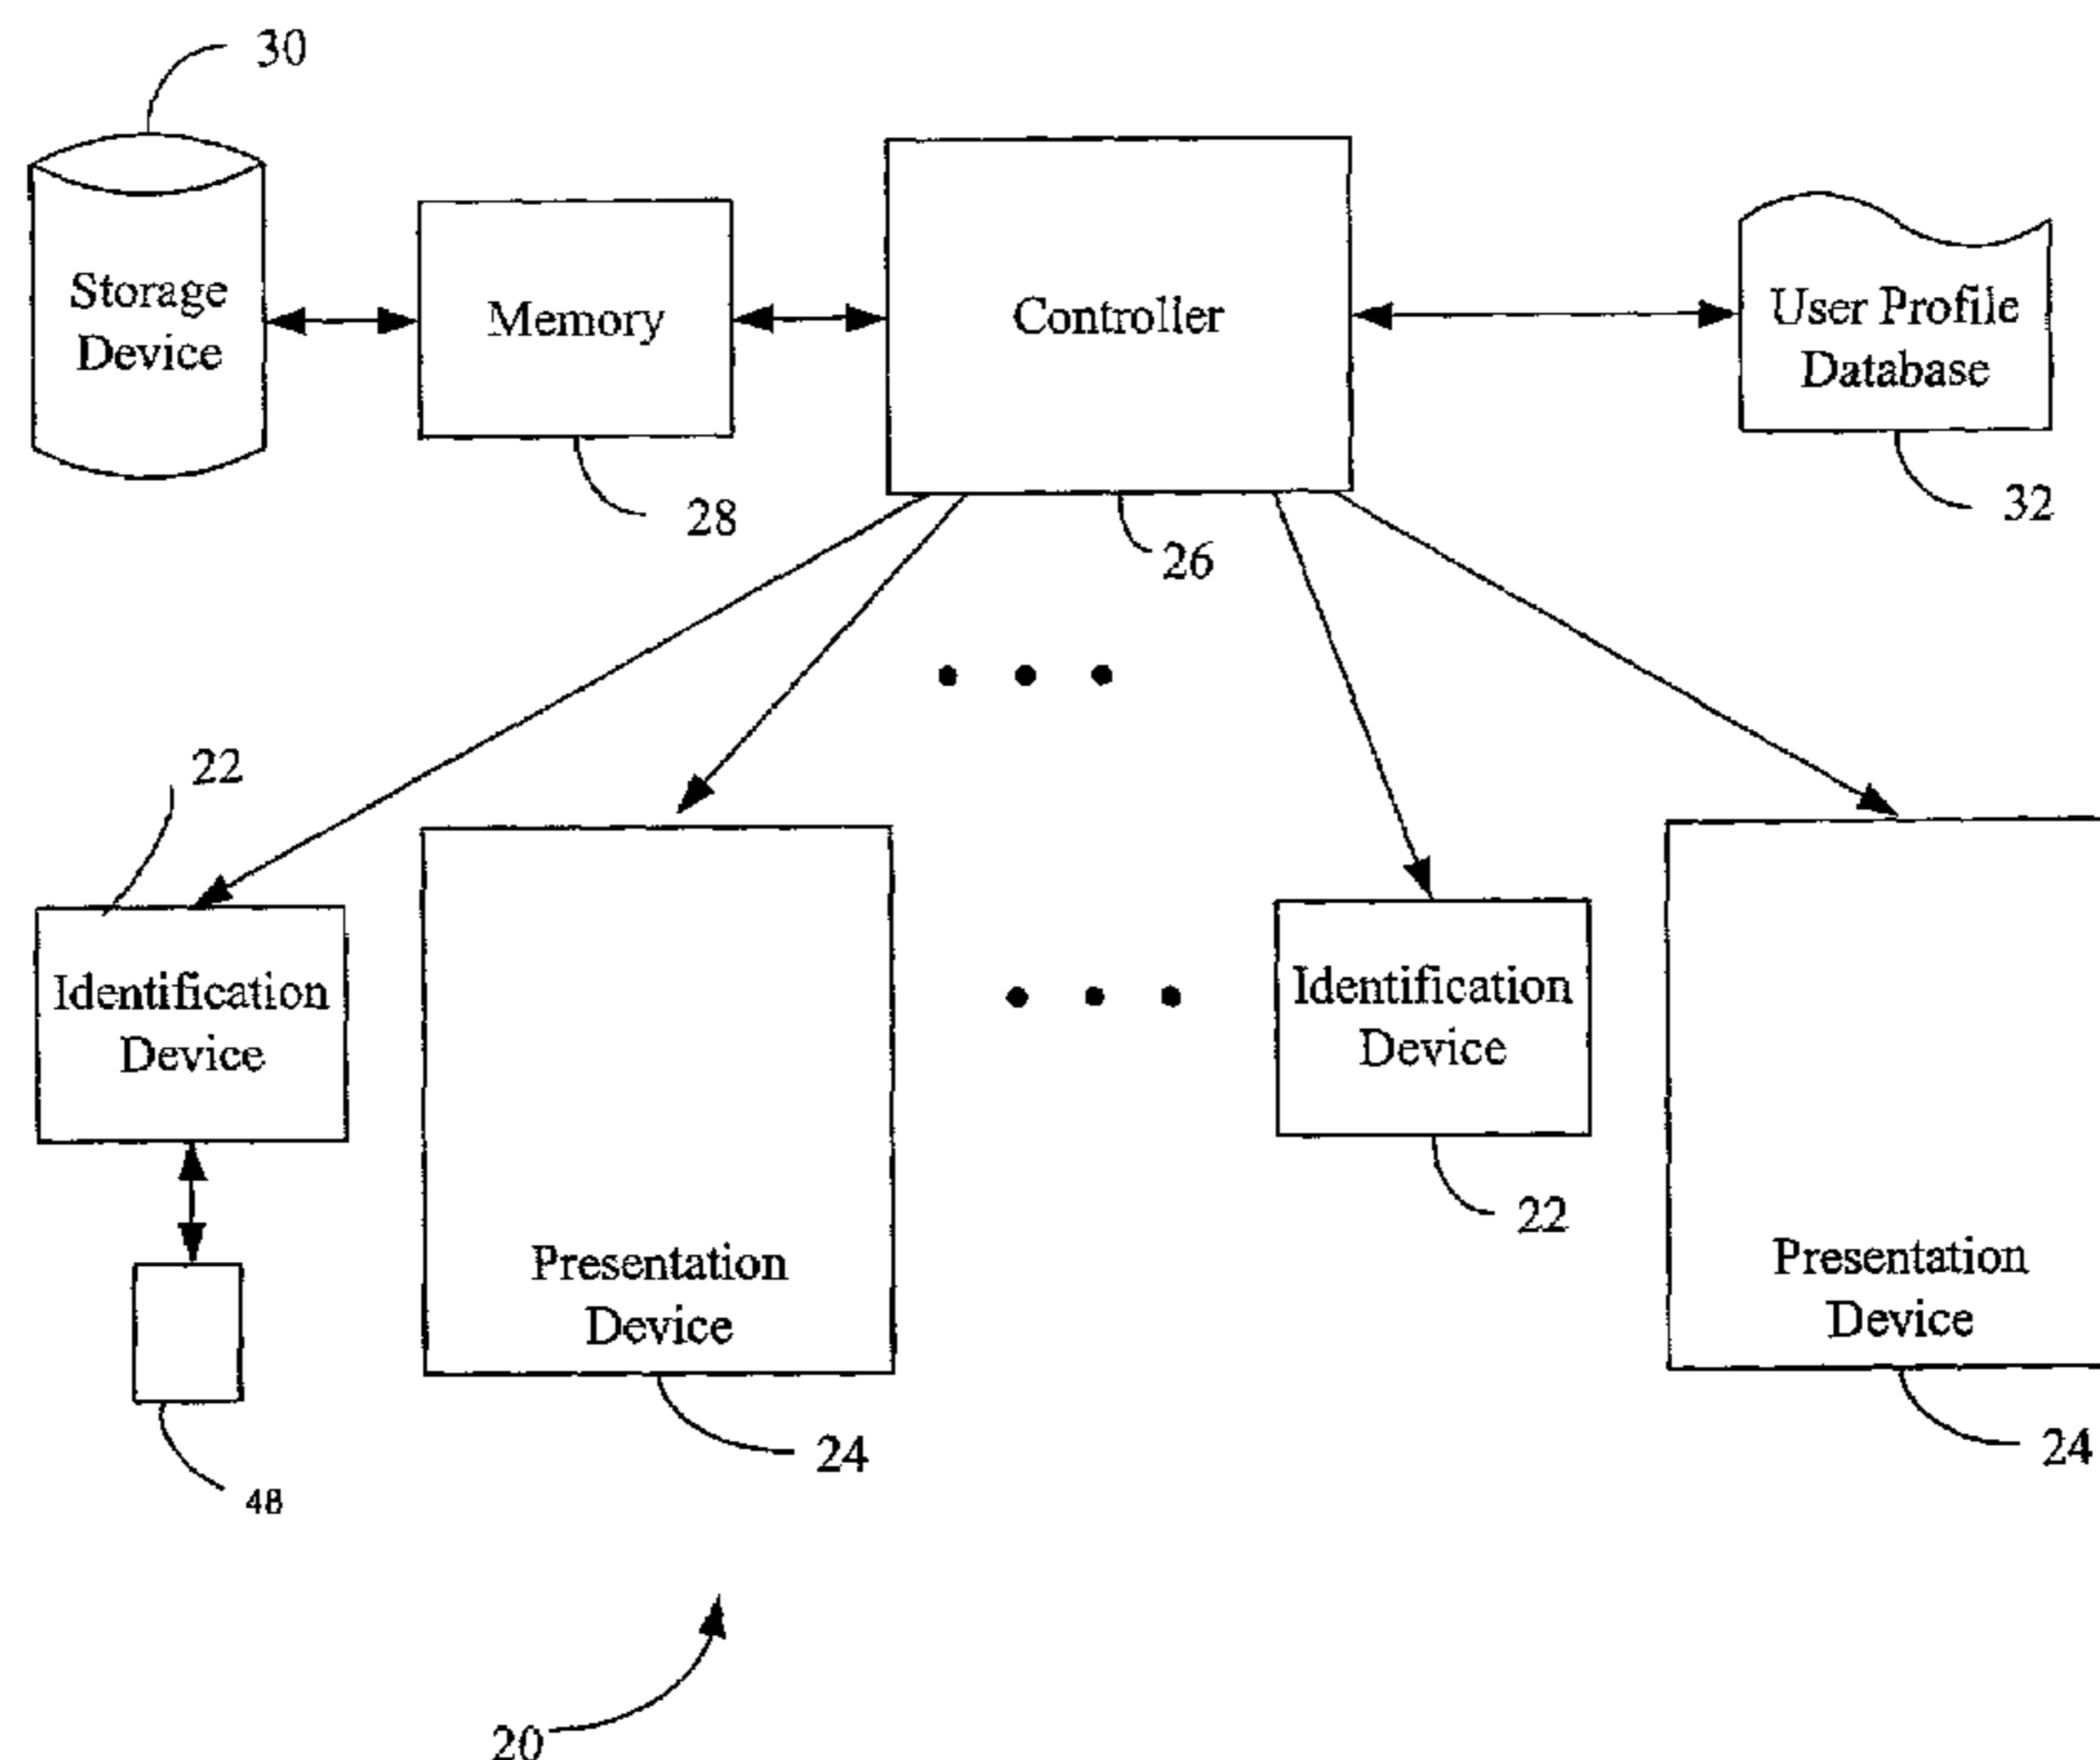 30
Storage
Device
Memory
Controller
User Profile
Database
28
26
32
22
Identification
Device
Presentation
Device
Identification
Device
22
Presentation
Device
24
24
48
20